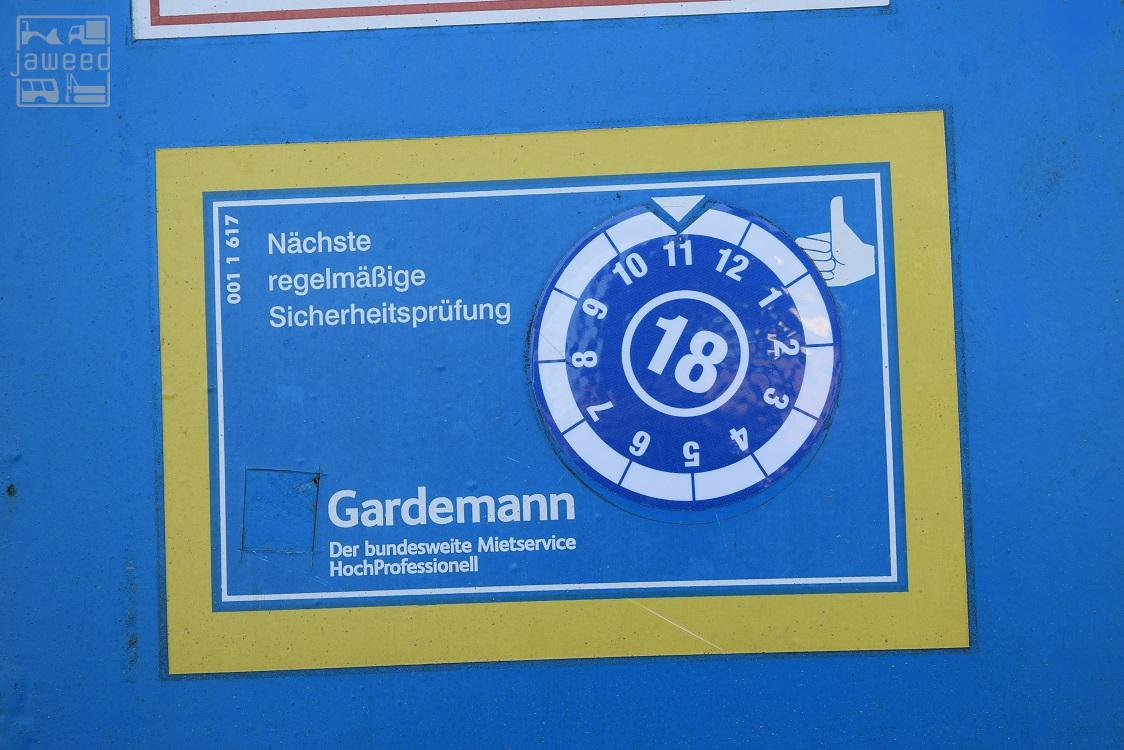 jaweed
001 1 617
Nächste
regelmäßige
Sicherheitsprüfung
10 11 12 1 2 3 4 5 6 7 8 9
18
Gardemann
Der bundesweite Mietservice
HochProfessionell